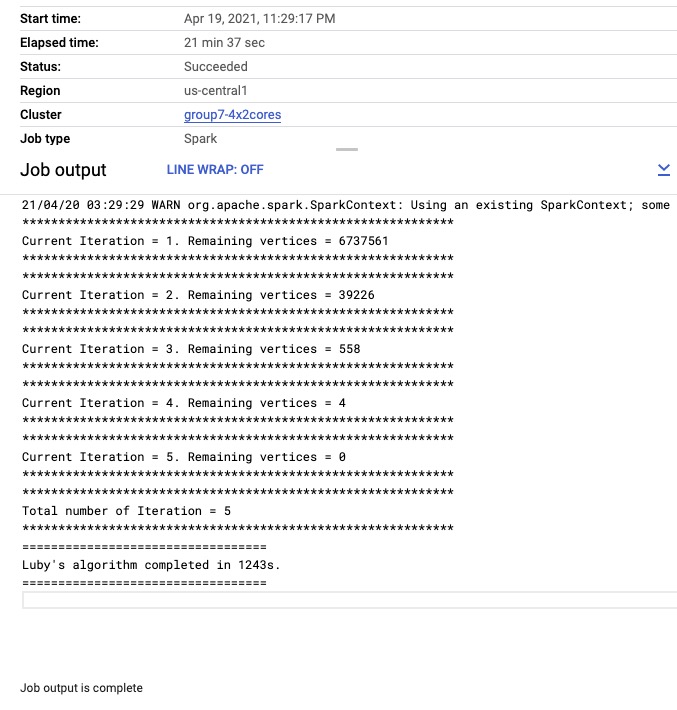 Start time: Apr 19, 2021, 11:29:17 PM
Elapsed time: 21 min 37 sec
Status: Succeeded
Region us-central1
Cluster group7-4x2cores
Job type Spark
Job output LINE WRAP: OFF
21/04/20 03:29:29 WARN org.apache.spark.SparkContext: Using an existing SparkContext; some
************************************************************
Current Iteration = 1. Remaining vertices = 6737561
************************************************************
************************************************************
Current Iteration = 2. Remaining vertices = 39226
************************************************************
************************************************************
Current Iteration = 3. Remaining vertices = 558
************************************************************
************************************************************
Current Iteration = 4. Remaining vertices = 4
************************************************************
************************************************************
Current Iteration = 5. Remaining vertices = 0
************************************************************
************************************************************
Total number of Iteration = 5
************************************************************
==================================
Luby's algorithm completed in 1243s.
==================================
Job output is complete